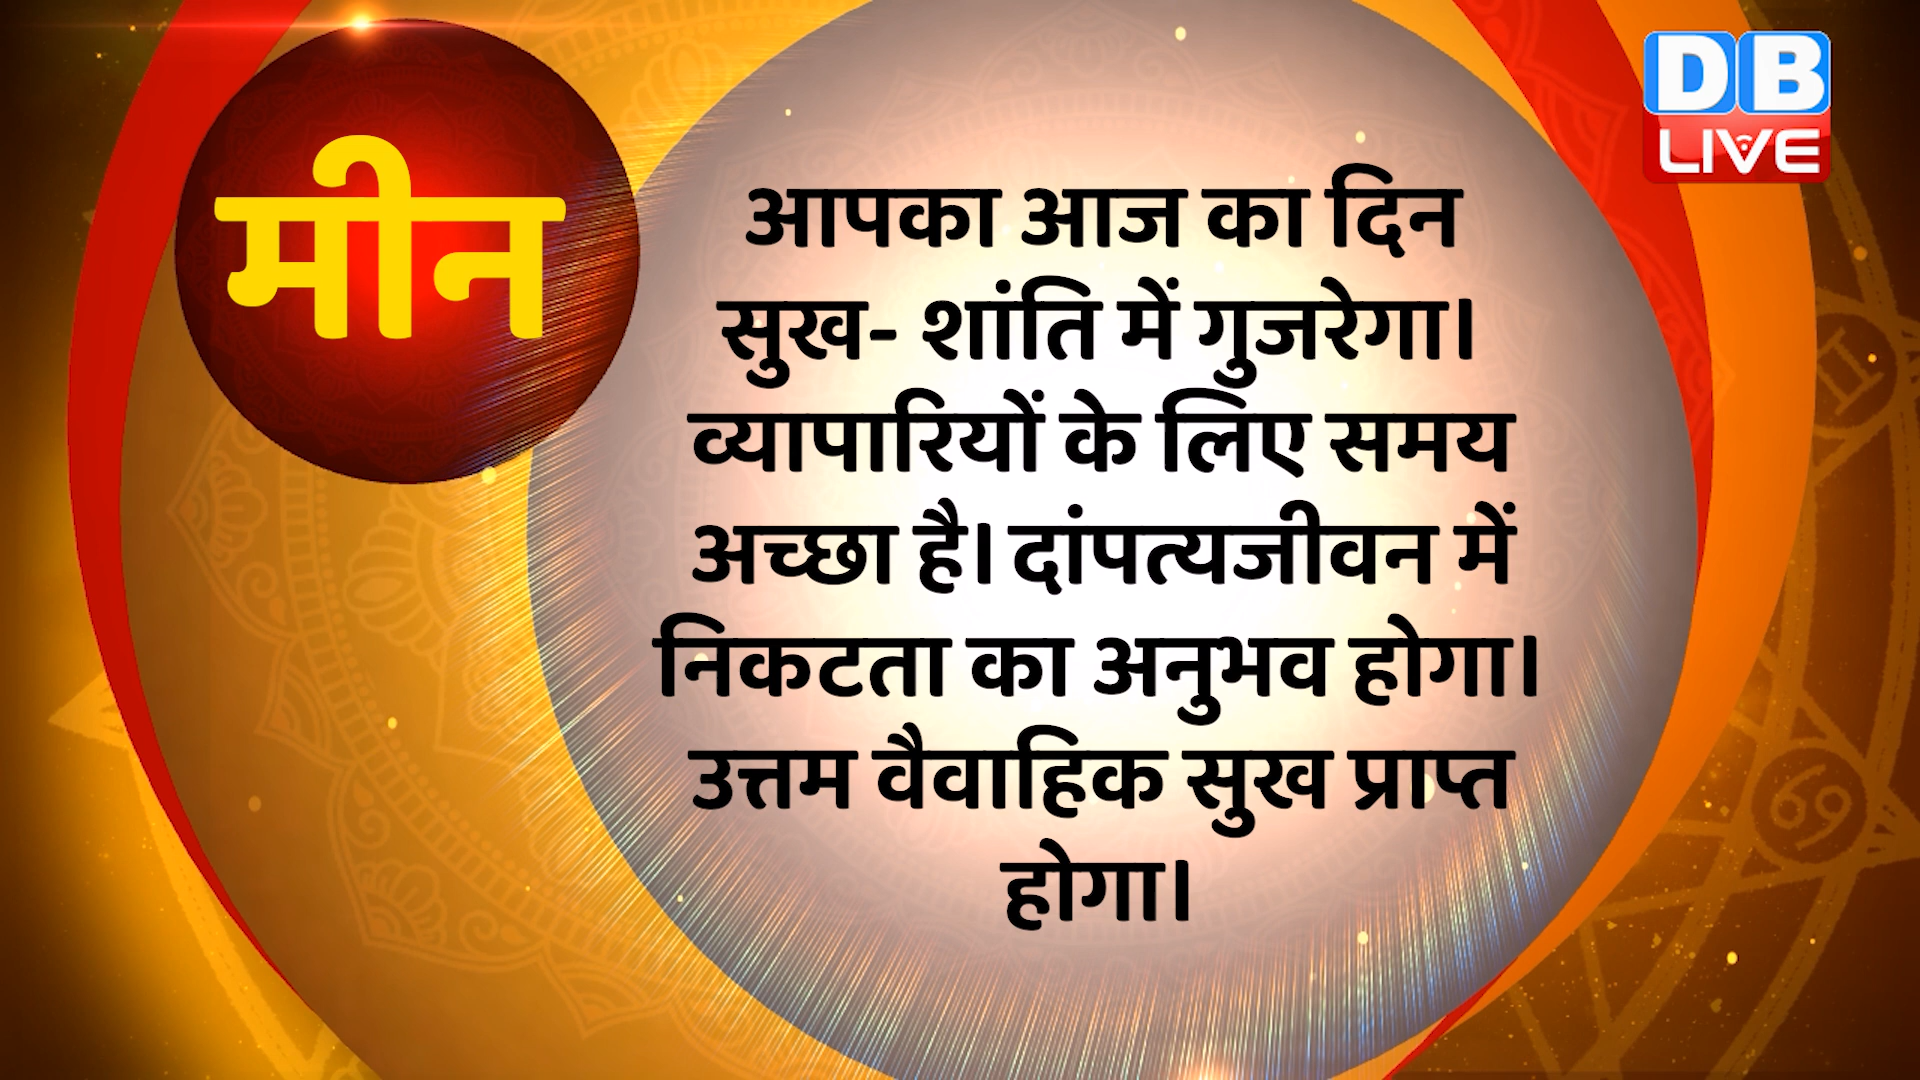 मीन
DB
LIVE
आपका आज का दिन
सुख- शांति में गुजरेगा।
व्यापारियों के लिए समय
अच्छा है। दांपत्यजीवन में
निकटता का अनुभव होगा।
उत्तम वैवाहिक सुख प्राप्त
होगा।